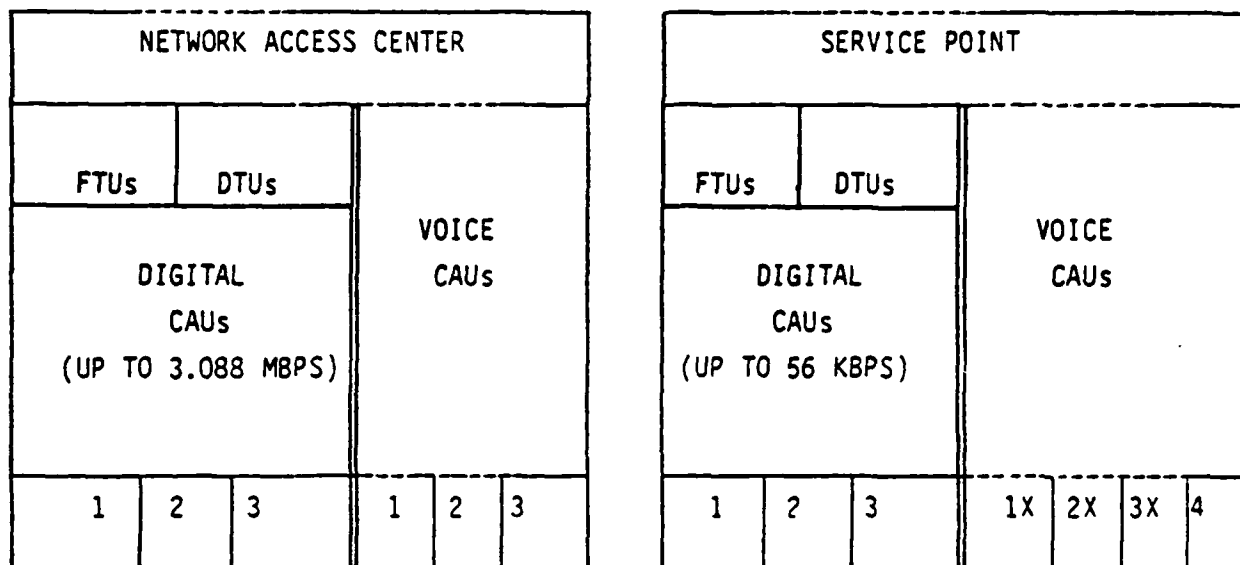 NETWORK ACCESS CENTER
FTUs DTUs
VOICE
CAUs
DIGITAL
CAUs
(UP TO 3.088 MBPS)
1 2 3 1 2 3
SERVICE POINT
FTUs DTUs
VOICE
CAUs
DIGITAL
CAUs
(UP TO 56 KBPS)
1 2 3 1X 2X 3X 4